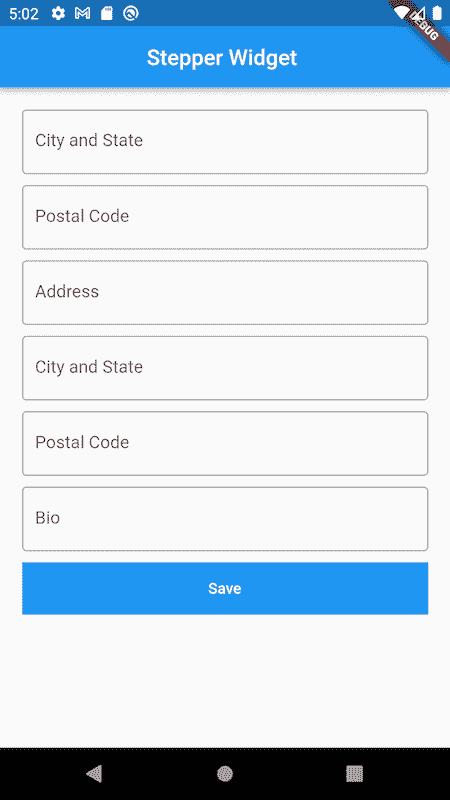 5:02
DEBUG
Stepper Widget
City and State
Postal Code
Address
City and State
Postal Code
Bio
Save